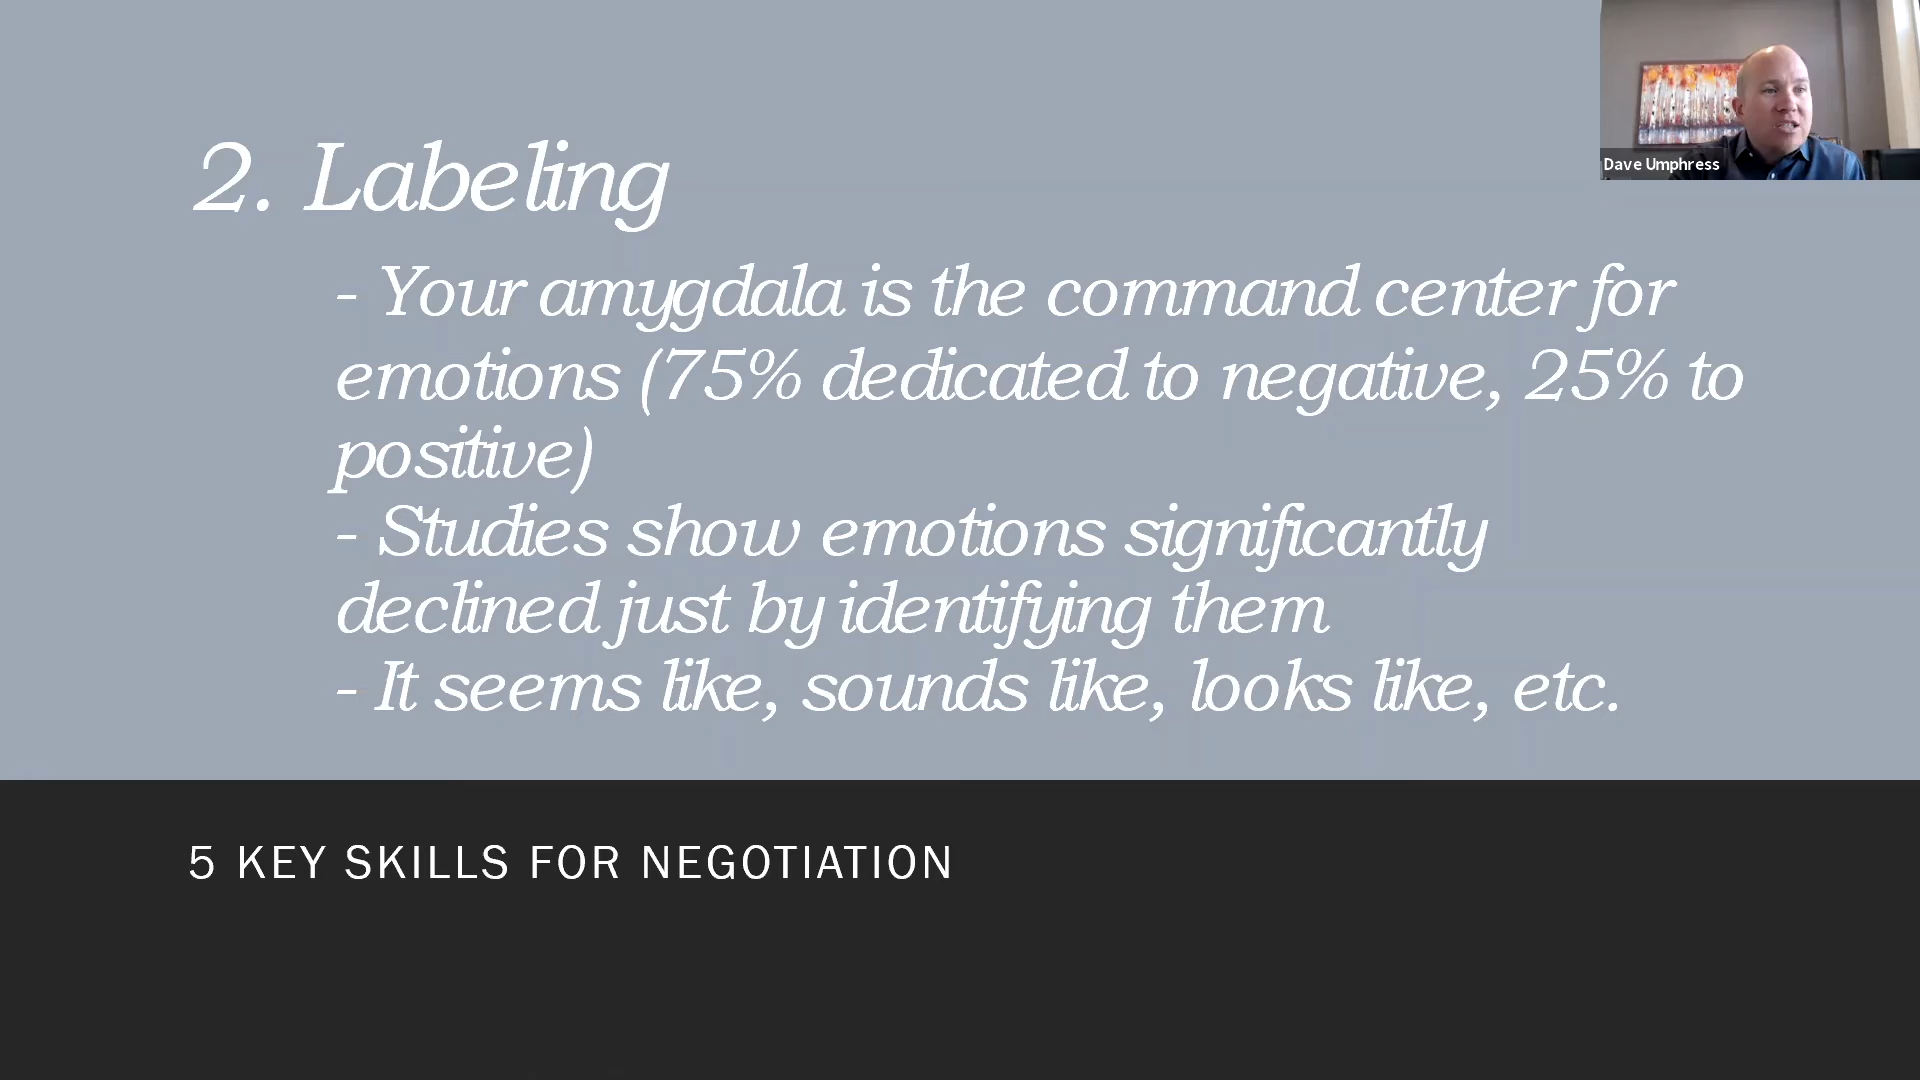 Dave Umphress
2. Labeling
- Your amygdala is the command center for
emotions (75% dedicated to negative, 25% to
positive)
- Studies show emotions significantly
declined just by identifying them
- It seems like, sounds like, looks like, etc.
5 KEY SKILLS FOR NEGOTIATION